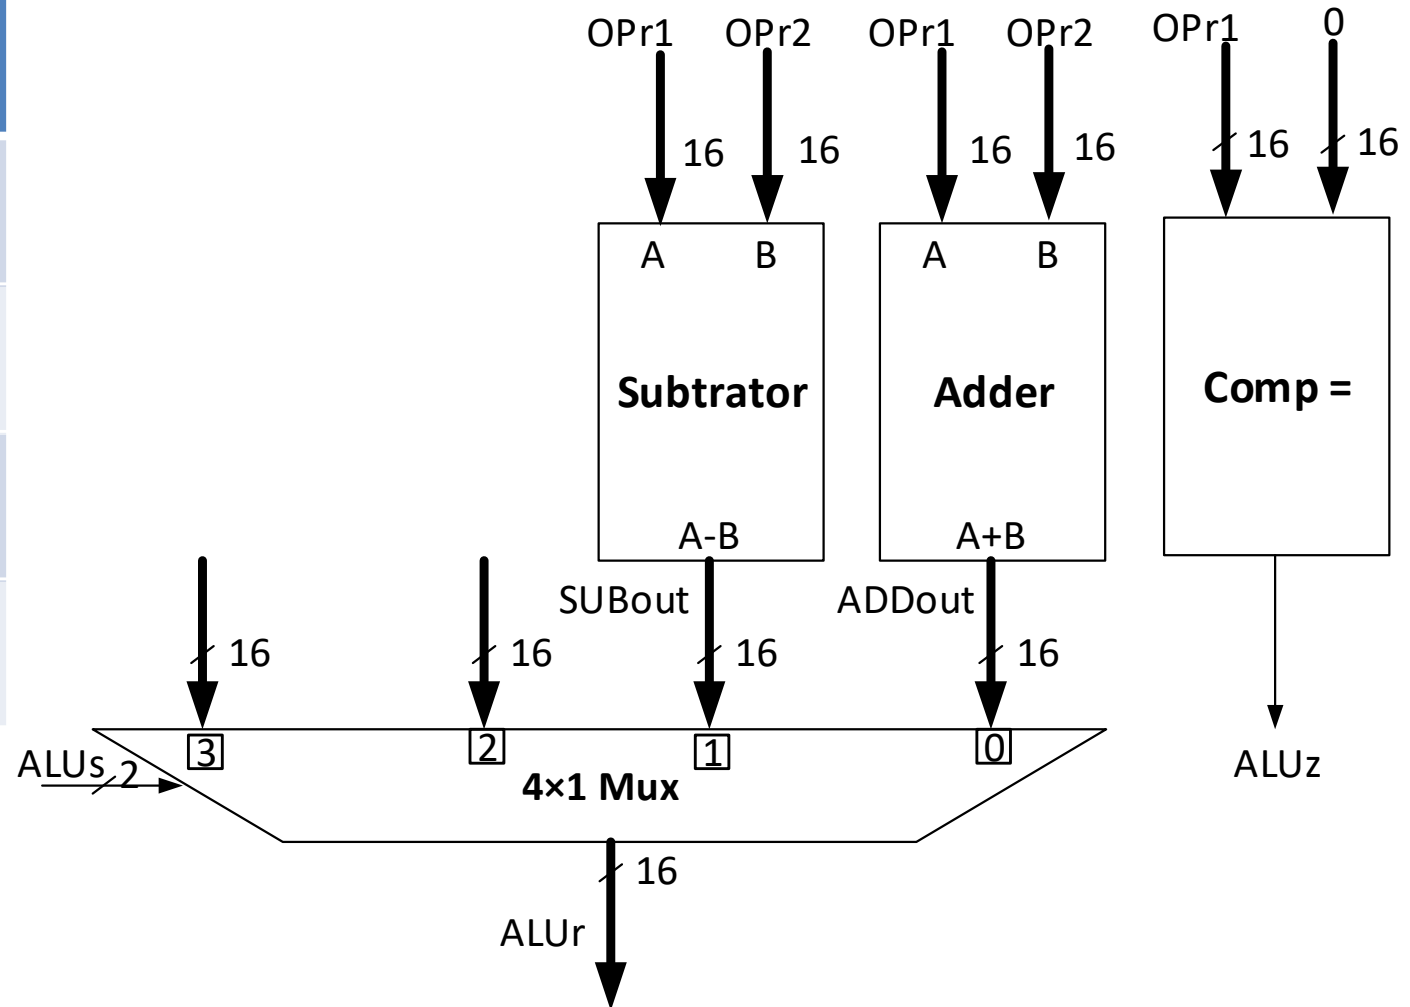 OPr1 OPr2 OPr1 OPr2 OPr1 0
16 16 16 16 16 16
A B A B
Subtrator Adder Comp =
A-B A+B
SUBout ADDout
16 16 16 16
3 2 1 0
ALUs 2 4×1 Mux ALUz
16
ALUr